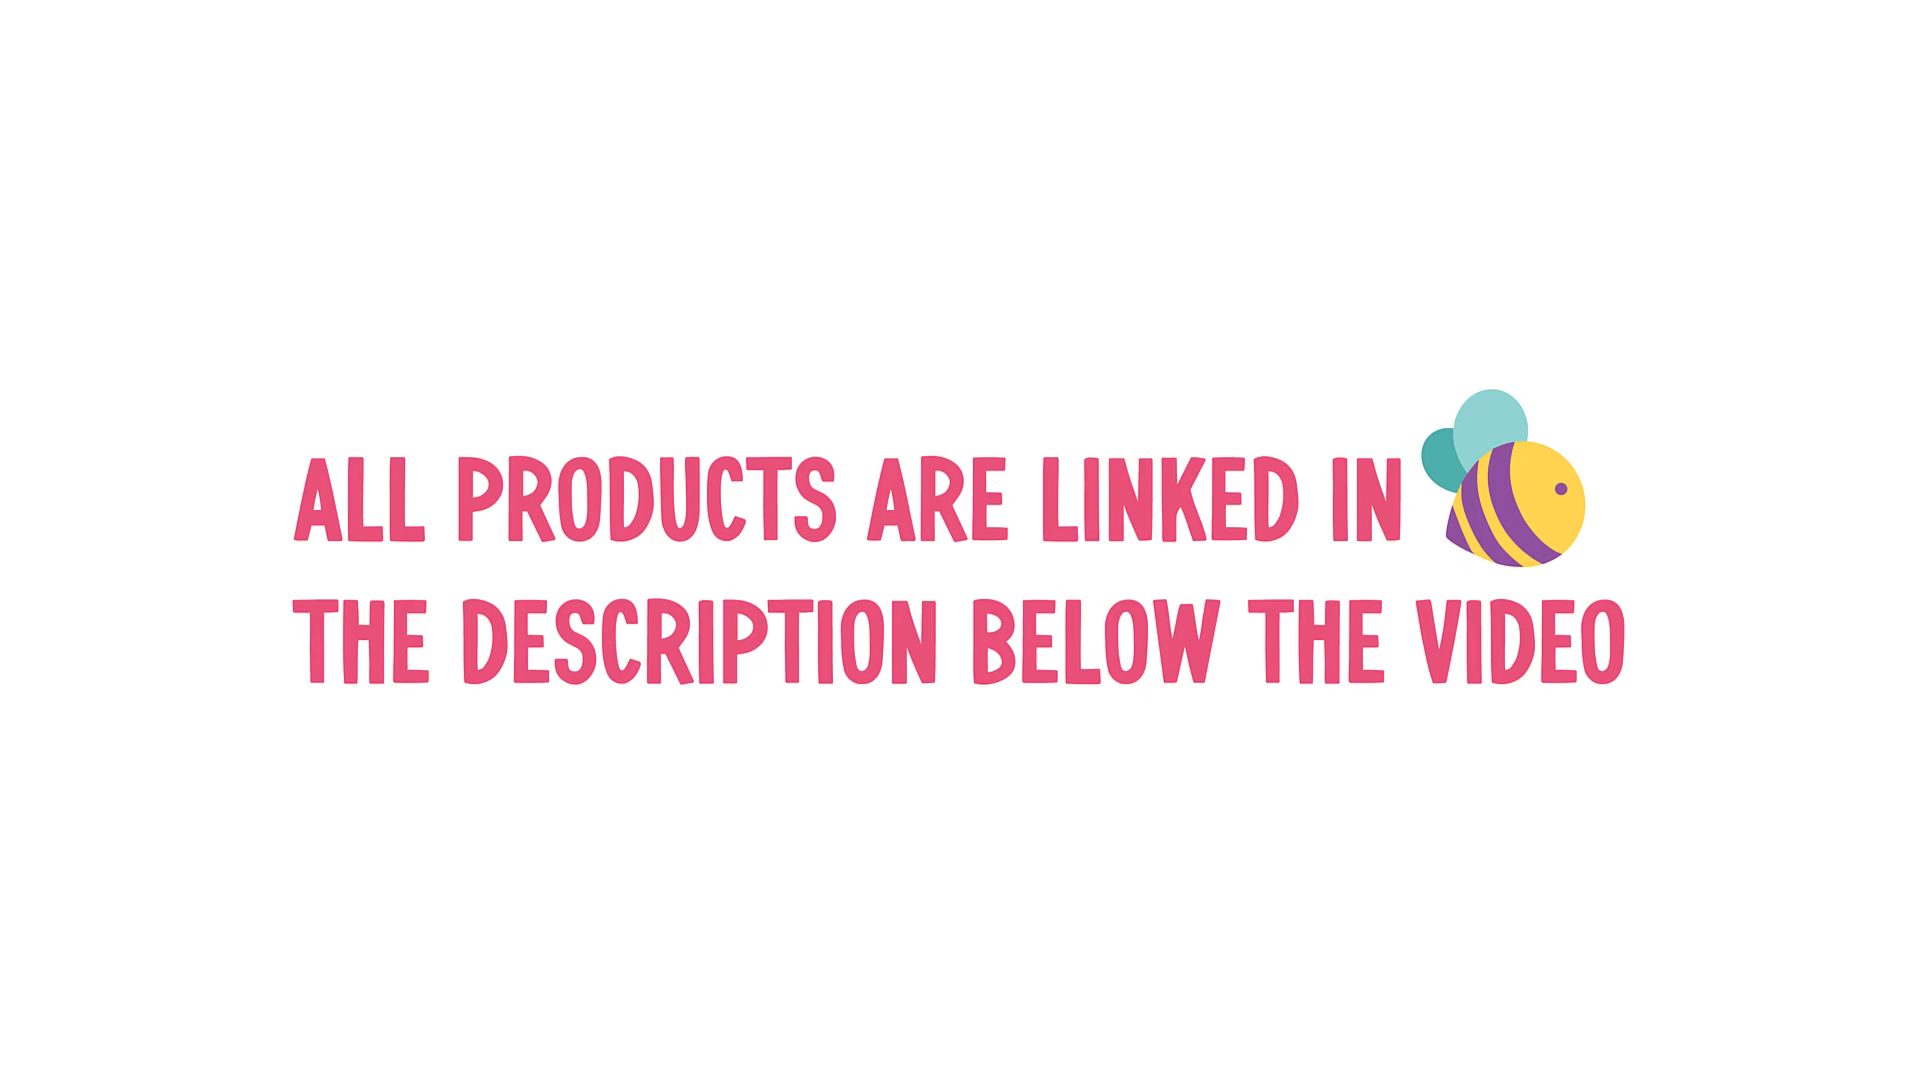 ALL PRODUCTS ARE LINKED IN
THE DESCRIPTION BELOW THE VIDEO